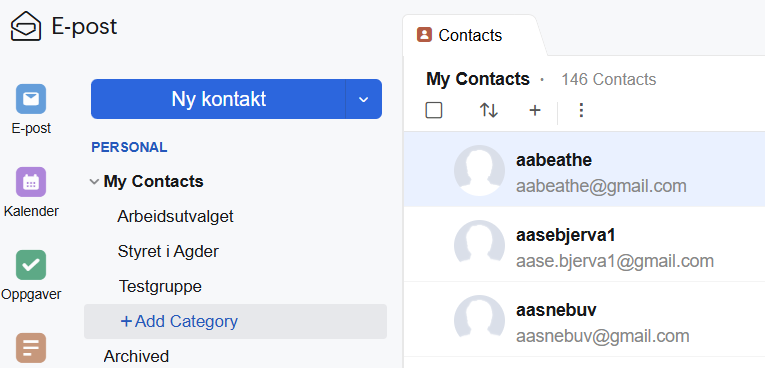 E-post
Contacts
My Contacts · 146 Contacts
E-post
Kalender
Oppgaver
Ny kontakt
PERSONAL
My Contacts
Arbeidsutvalget
Styret i Agder
Testgruppe
+ Add Category
Archived
aabeathe
aabeathe@gmail.com
aasebjerva1
aase.bjerva1@gmail.com
aasnebuv
aasnebuv@gmail.com